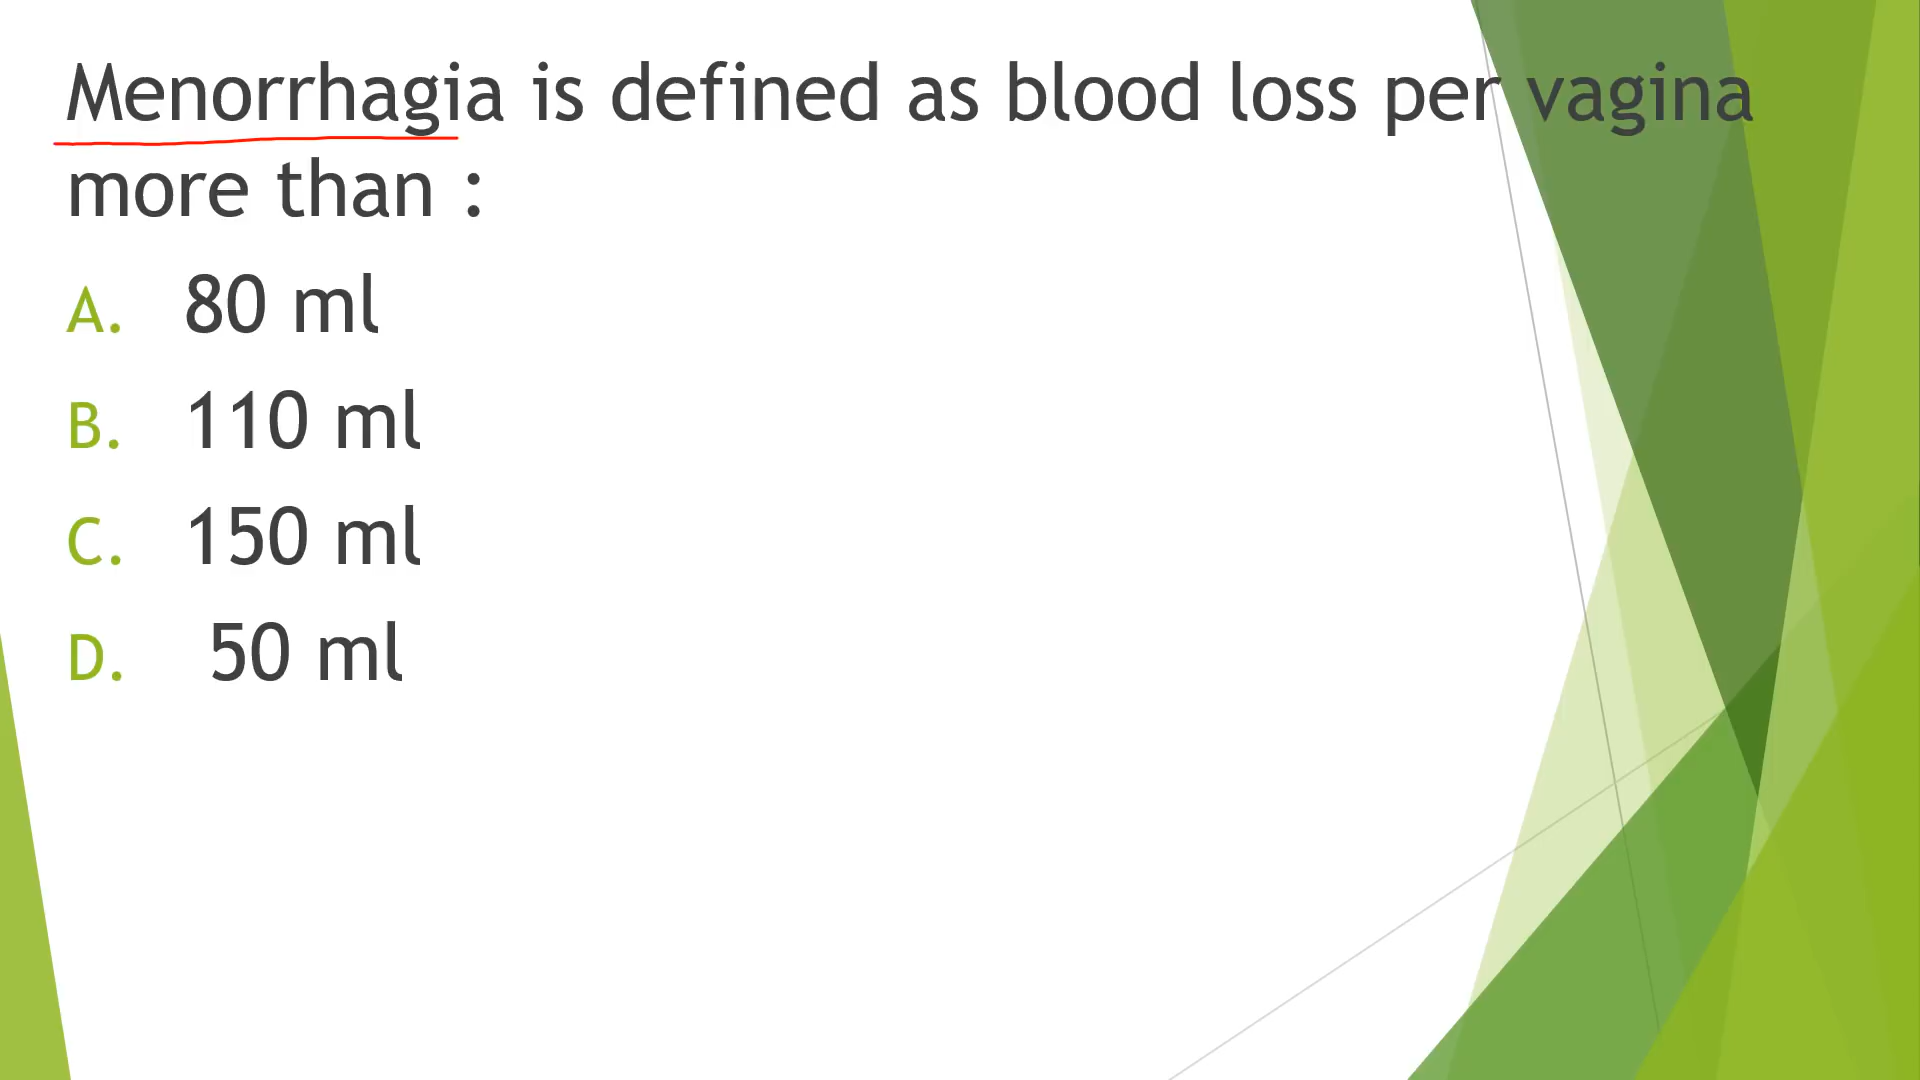 Menorrhagia is defined as blood loss per vagina
more than :
A. 80 ml
B. 110 ml
C. 150 ml
D. 50 ml